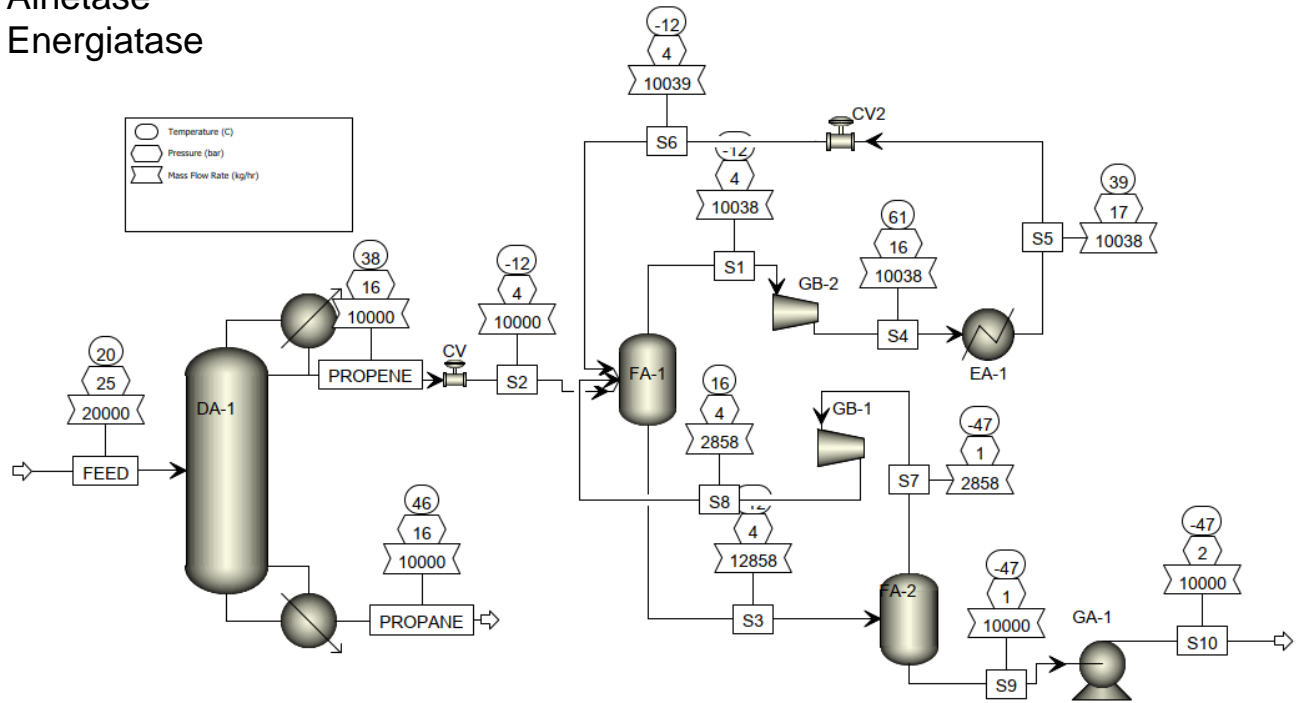 Energiatase
Temperature (C)
Pressure (bar)
Mass Flow Rate (kg/hr)
-12
4
10039
S6
CV2
4
10038
S1
GB-2
61
16
10038
S4
EA-1
39
17
10038
S5
38
16
10000
PROPENE
CV
-12
4
10000
S2
FA-1
20
25
20000
FEED
DA-1
16
4
2858
S8
GB-1
-47
1
2858
S7
46
16
10000
PROPANE
4
12858
S3
FA-2
-47
1
10000
S9
GA-1
-47
2
10000
S10